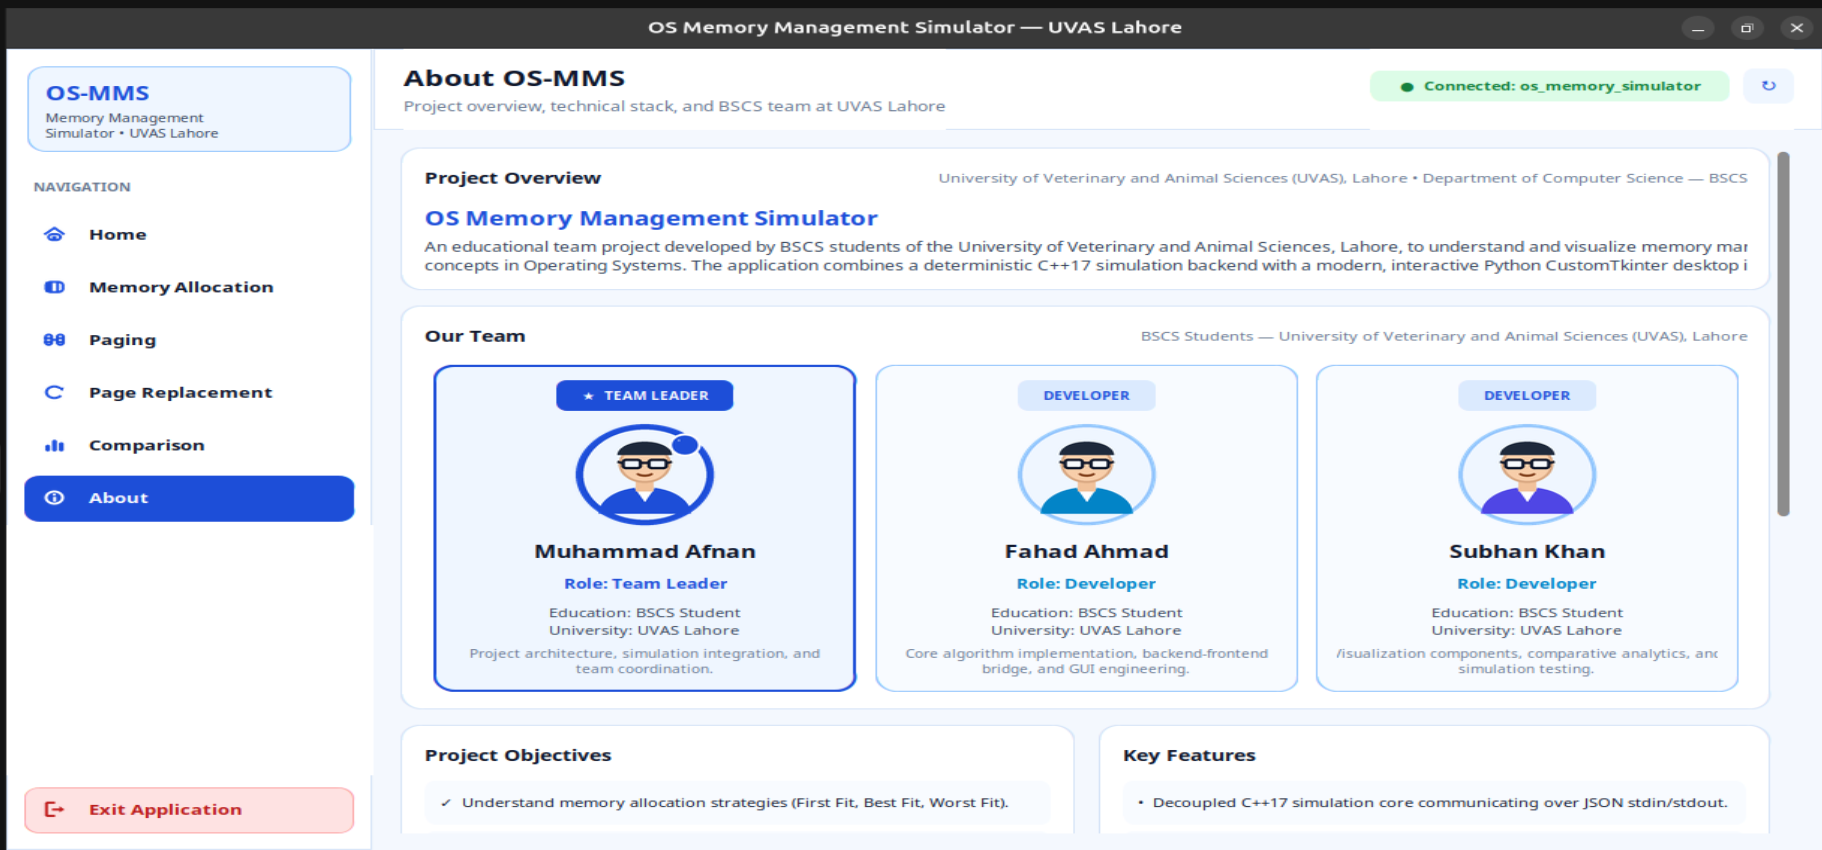 OS Memory Management Simulator — UVAS Lahore
OS-MMS
Memory Management
Simulator • UVAS Lahore
NAVIGATION
Home
Memory Allocation
Paging
Page Replacement
Comparison
About
Exit Application
About OS-MMS
Project overview, technical stack, and BSCS team at UVAS Lahore
● Connected: os_memory_simulator
↻
Project Overview
University of Veterinary and Animal Sciences (UVAS), Lahore • Department of Computer Science — BSCS
OS Memory Management Simulator
An educational team project developed by BSCS students of the University of Veterinary and Animal Sciences, Lahore, to understand and visualize memory
concepts in Operating Systems. The application combines a deterministic C++17 simulation backend with a modern, interactive Python CustomTkinter desktop
Our Team
BSCS Students — University of Veterinary and Animal Sciences (UVAS), Lahore
★ TEAM LEADER
Muhammad Afnan
Role: Team Leader
Education: BSCS Student
University: UVAS Lahore
Project architecture, simulation integration, and
team coordination.
DEVELOPER
Fahad Ahmad
Role: Developer
Education: BSCS Student
University: UVAS Lahore
Core algorithm implementation, backend-frontend
bridge, and GUI engineering.
DEVELOPER
Subhan Khan
Role: Developer
Education: BSCS Student
University: UVAS Lahore
components, comparative analytics, and
simulation testing.
Project Objectives
✓ Understand memory allocation strategies (First Fit, Best Fit, Worst Fit).
Key Features
• Decoupled C++17 simulation core communicating over JSON stdin/stdout.